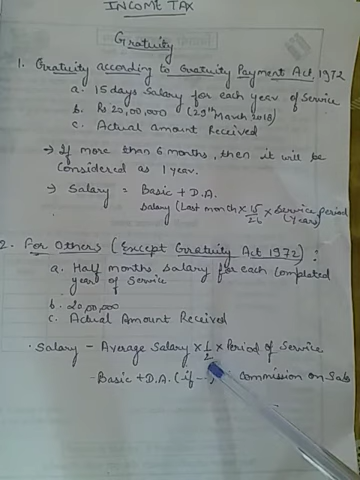 INCOME TAX
Gratuity
1. Gratuity according to Gratuity Payment Act, 1972
a. 15 days Salary for each year of Service
b. Rs 20,00,000 (29th March 2018)
c. Actual amount Received
→ If more than 6 months, then it will be
considered as 1 year.
→ Salary = Basic + D.A.
Salary (Last month × 15/26 × Service period
(years)
2. For Others (Except Gratuity Act 1972) :
a. Half months, salary for each completed
year of Service
b. 20,00,000
c. Actual Amount Received
• Salary - Average Salary × 1/2 × Period of Service
- Basic + D.A. (if -- ) Commission on Sales